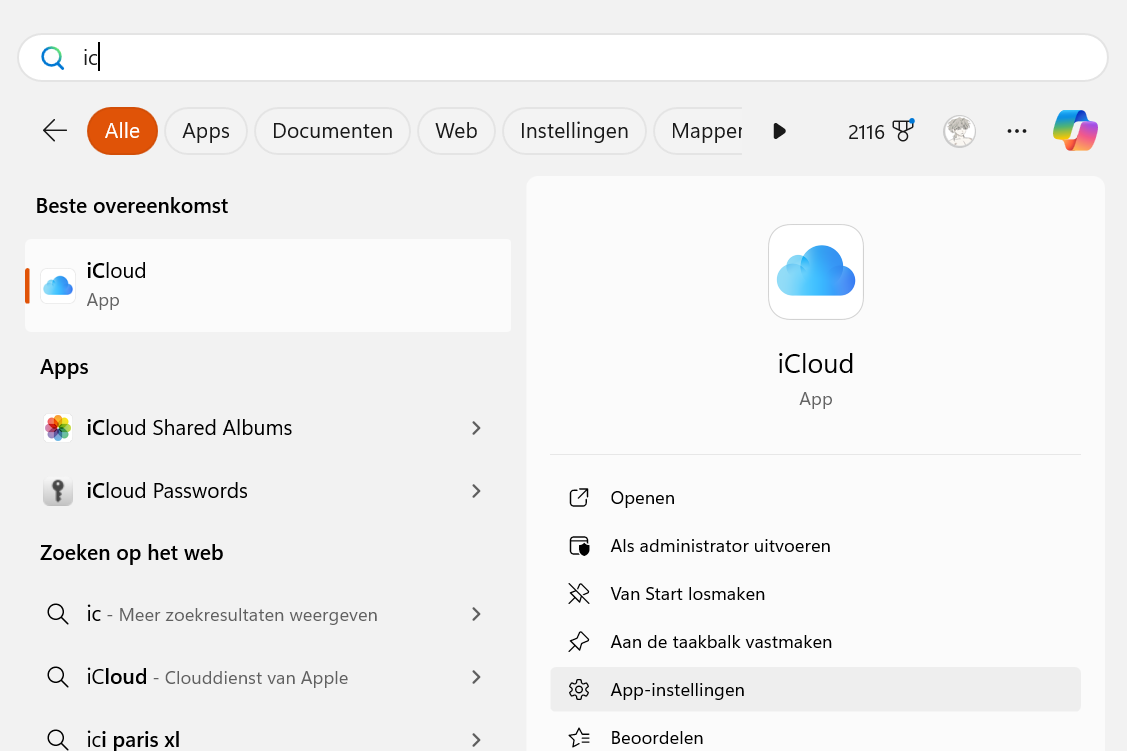 ic
Alle Apps Documenten Web Instellingen Mappen 2116
Beste overeenkomst
iCloud
App
Apps
iCloud Shared Albums
iCloud Passwords
Zoeken op het web
ic - Meer zoekresultaten weergeven
iCloud - Clouddienst van Apple
ici paris xl
iCloud
App
Openen
Als administrator uitvoeren
Van Start losmaken
Aan de taakbalk vastmaken
App-instellingen
Beoordelen